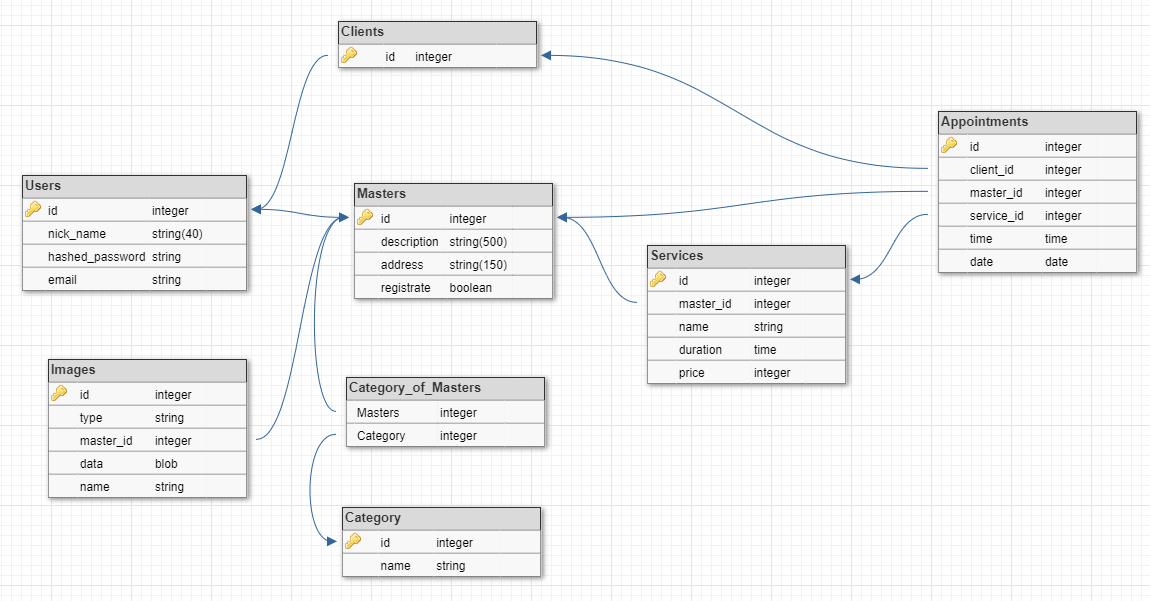 Clients
id integer
Appointments
id integer
client_id integer
master_id integer
service_id integer
time time
date date
Users
id integer
nick_name string(40)
hashed_password string
email string
Masters
id integer
description string(500)
address string(150)
registrate boolean
Services
id integer
master_id integer
name string
duration time
price integer
Images
id integer
type string
master_id integer
data blob
name string
Category_of_Masters
Masters integer
Category integer
Category
id integer
name string